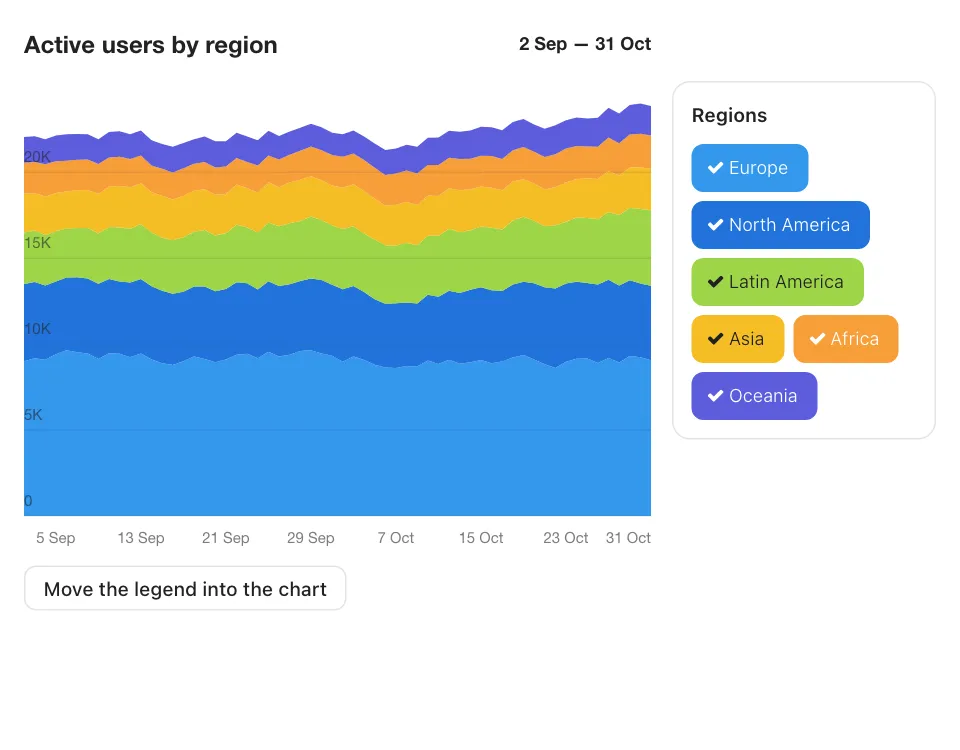 Active users by region
2 Sep — 31 Oct
20K
15K
10K
5K
0
5 Sep 13 Sep 21 Sep 29 Sep 7 Oct 15 Oct 23 Oct 31 Oct
Move the legend into the chart
Regions
Europe
North America
Latin America
Asia Africa
Oceania